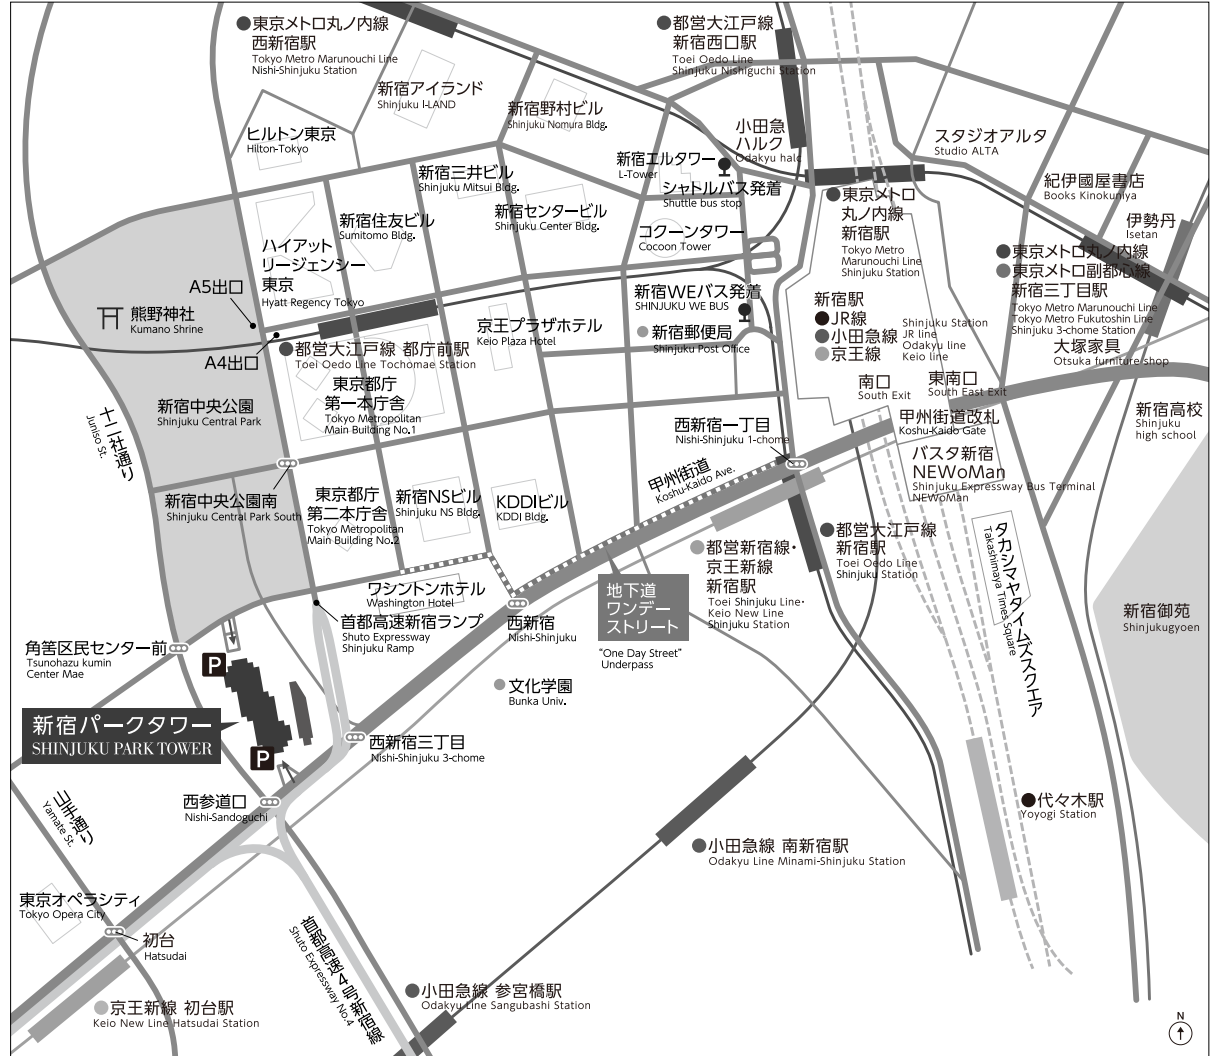 東京メトロ丸ノ内線
西新宿駅
Tokyo Metro Marunouchi Line
Nishi-Shinjuku Station
都営大江戸線
新宿西口駅
Toei Oedo Line
Shinjuku Nishiguchi Station
新宿アイランド
Shinjuku I-LAND
新宿野村ビル
Shinjuku Nomura Bldg.
ヒルトン東京
Hilton-Tokyo
小田急
ハルク
Odakyu halc
スタジオアルタ
Studio ALTA
新宿三井ビル
Shinjuku Mitsui Bldg.
新宿エルタワー
L-Tower
シャトルバス発着
Shuttle bus stop
紀伊國屋書店
Books Kinokuniya
新宿住友ビル
Sumitomo Bldg.
新宿センタービル
Shinjuku Center Bldg.
コクーンタワー
Cocoon Tower
東京メトロ
丸ノ内線
新宿駅
Tokyo Metro
Marunouchi Line
Shinjuku Station
伊勢丹
Isetan
東京メトロ丸ノ内線
東京メトロ副都心線
新宿三丁目駅
Tokyo Metro Marunouchi Line
Tokyo Metro Fukutoshin Line
Shinjuku 3-chome Station
ハイアット
リージェンシー
東京
Hyatt Regency Tokyo
A5出口
熊野神社
Kumano Shrine
A4出口
新宿WEバス発着
SHINJUKU WE BUS
新宿郵便局
Shinjuku Post Office
京王プラザホテル
Keio Plaza Hotel
新宿駅
JR線
小田急線
京王線
Shinjuku Station
JR line
Odakyu line
Keio line
大塚家具
Otsuka furniture shop
都営大江戸線 都庁前駅
Toei Oedo Line Tochomae Station
東京都庁
第一本庁舎
Tokyo Metropolitan
Main Building No.1
南口
South Exit
東南口
South East Exit
新宿中央公園
Shinjuku Central Park
十二社通り
Juniso St.
西新宿一丁目
Nishi-Shinjuku 1-chome
甲州街道改札
Koshu-Kaido Gate
新宿高校
Shinjuku
high school
甲州街道
Koshu-Kaido Ave.
バスタ新宿
NEWoMan
Shinjuku Expressway Bus Terminal
NEWoMan
新宿中央公園南
Shinjuku Central Park South
東京都庁
第二本庁舎
Tokyo Metropolitan
Main Building No.2
新宿NSビル
Shinjuku NS Bldg.
KDDIビル
KDDI Bldg.
都営大江戸線
新宿駅
Toei Oedo Line
Shinjuku Station
都営新宿線・
京王新線
新宿駅
Toei Shinjuku Line・
Keio New Line
Shinjuku Station
タカシマヤタイムズスクエア
Takashimaya Times Square
ワシントンホテル
Washington Hotel
首都高速新宿ランプ
Shuto Expressway
Shinjuku Ramp
西新宿
Nishi-Shinjuku
地下道
ワンデー
ストリート
"One Day Street"
Underpass
新宿御苑
Shinjukugyoen
角筈区民センター前
Tsunohazu kumin
Center Mae
P
文化学園
Bunka Univ.
新宿パークタワー
SHINJUKU PARK TOWER
P
西新宿三丁目
Nishi-Shinjuku 3-chome
西参道口
Nishi-Sandoguchi
山手通り
Yamate St.
代々木駅
Yoyogi Station
小田急線 南新宿駅
Odakyu Line Minami-Shinjuku Station
東京オペラシティ
Tokyo Opera City
初台
Hatsudai
首都高速4号新宿線
Shuto Expressway No.4
小田急線 参宮橋駅
Odakyu Line Sangubashi Station
京王新線 初台駅
Keio New Line Hatsudai Station
N